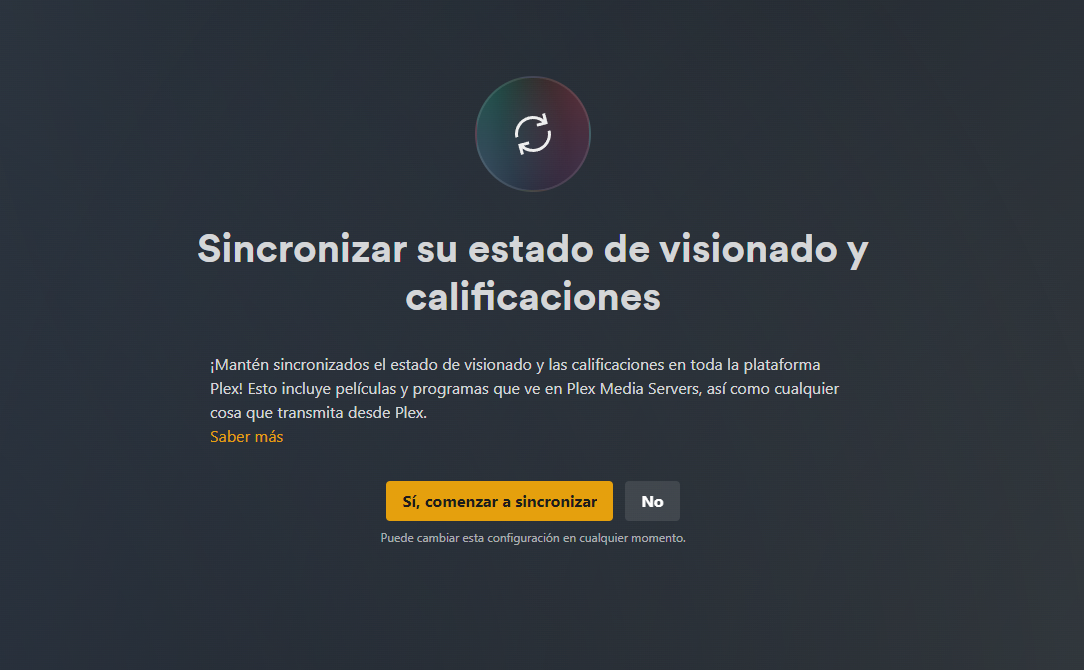 Sincronizar su estado de visionado y
calificaciones
¡Mantén sincronizados el estado de visionado y las calificaciones en toda la plataforma
Plex! Esto incluye películas y programas que ve en Plex Media Servers, así como cualquier
cosa que transmita desde Plex.
Saber más
Sí, comenzar a sincronizar
No
Puede cambiar esta configuración en cualquier momento.